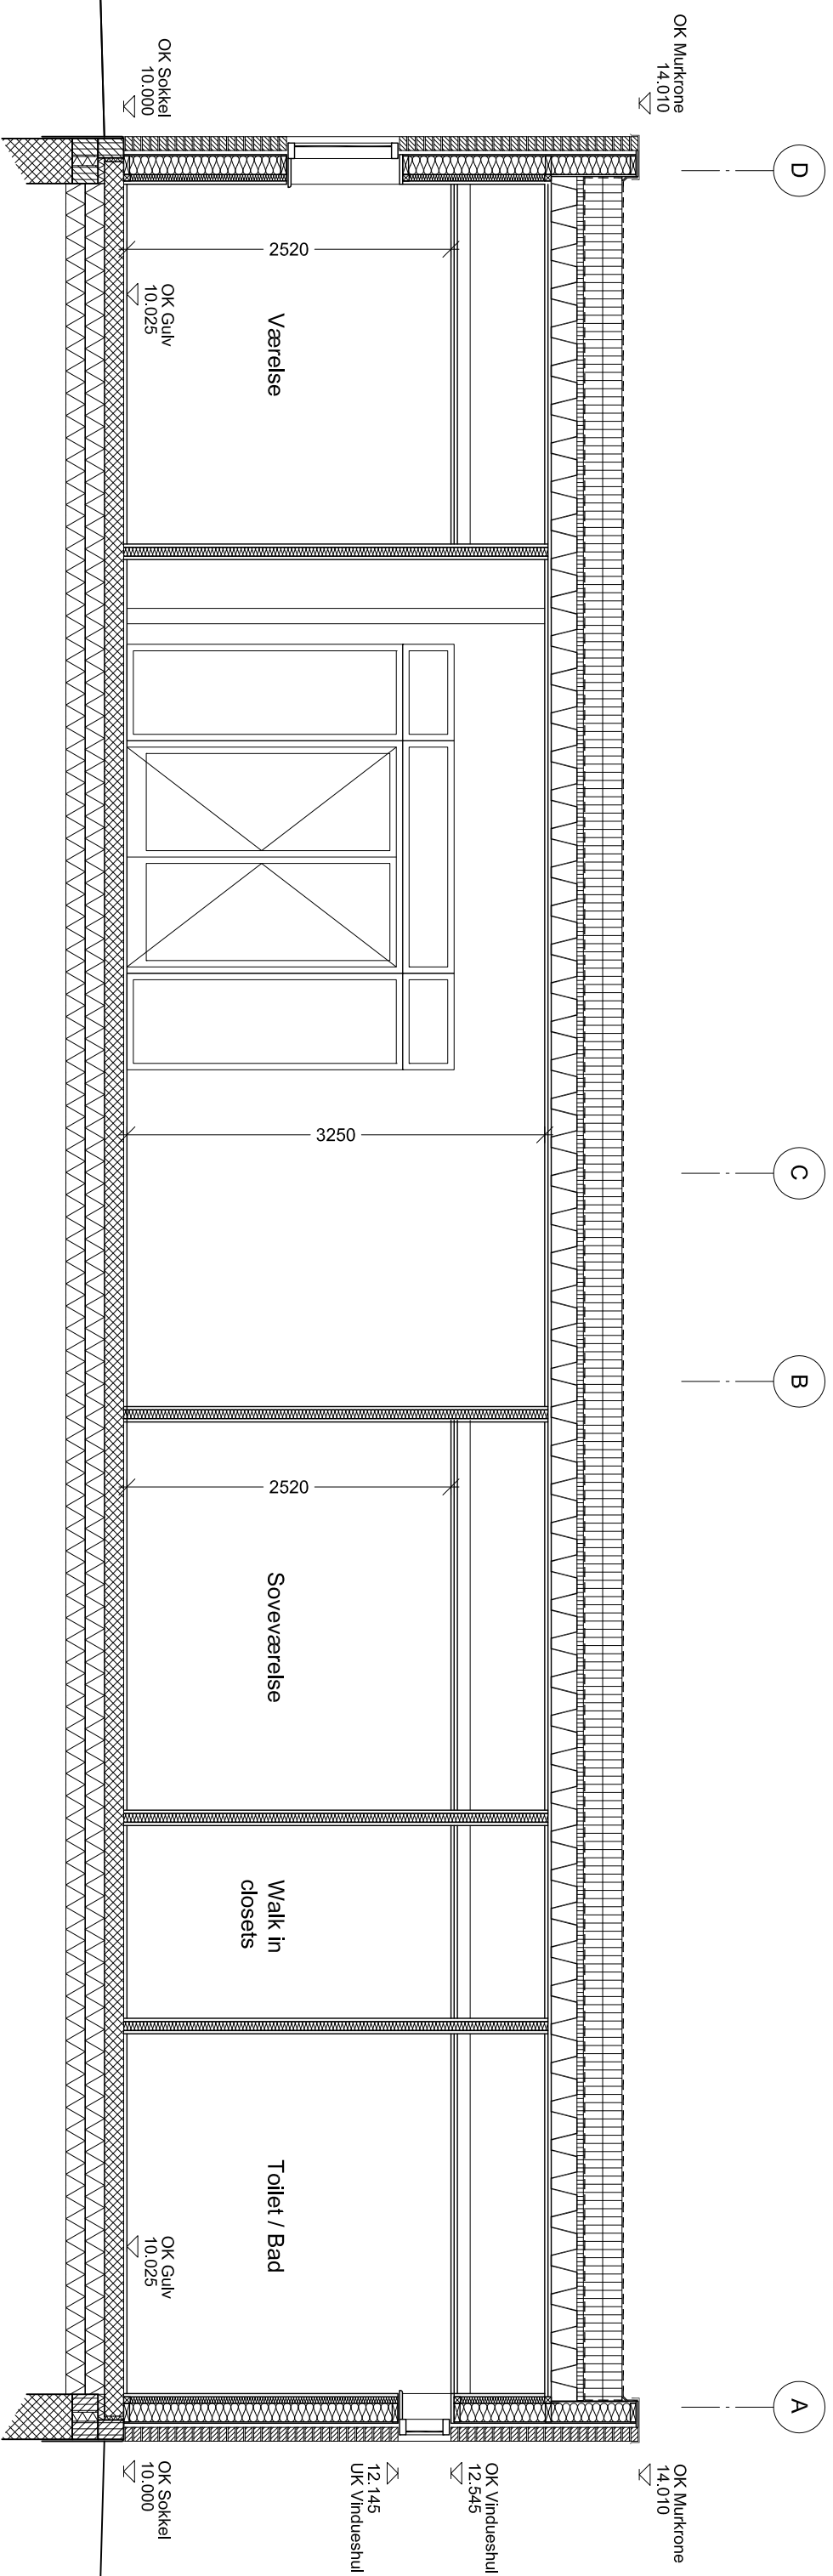 D
C
B
A
OK Murkrone
14.010
OK Murkrone
14.010
OK Vindueshul
12.545
12.145
UK Vindueshul
2520
3250
2520
Værelse
Soveværelse
Walk in
closets
Toilet / Bad
OK Gulv
10.025
OK Gulv
10.025
OK Sokkel
10.000
OK Sokkel
10.000